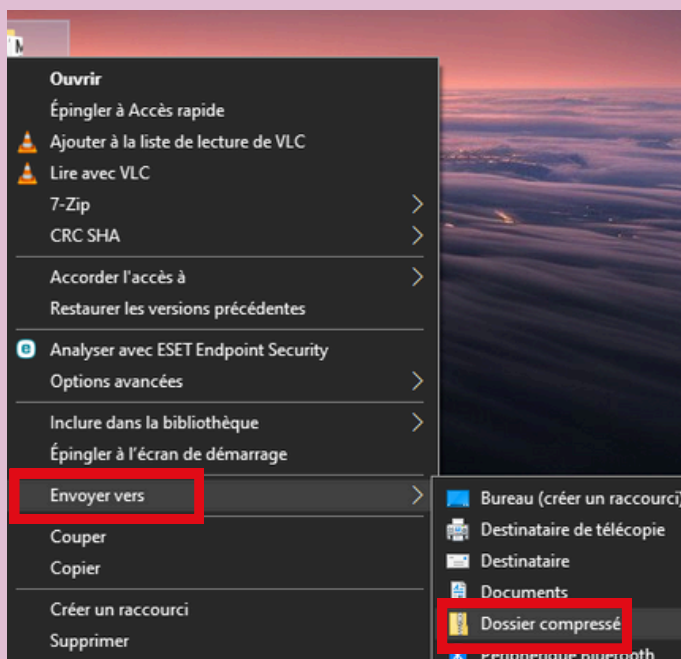 Ouvrir
Épingler à Accès rapide
Ajouter à la liste de lecture de VLC
Lire avec VLC
7-Zip
CRC SHA
Accorder l'accès à
Restaurer les versions précédentes
Analyser avec ESET Endpoint Security
Options avancées
Inclure dans la bibliothèque
Épingler à l'écran de démarrage
Envoyer vers
Couper
Copier
Créer un raccourci
Supprimer
Bureau (créer un raccourci)
Destinataire de télécopie
Destinataire
Documents
Dossier compressé
Périphérique Bluetooth